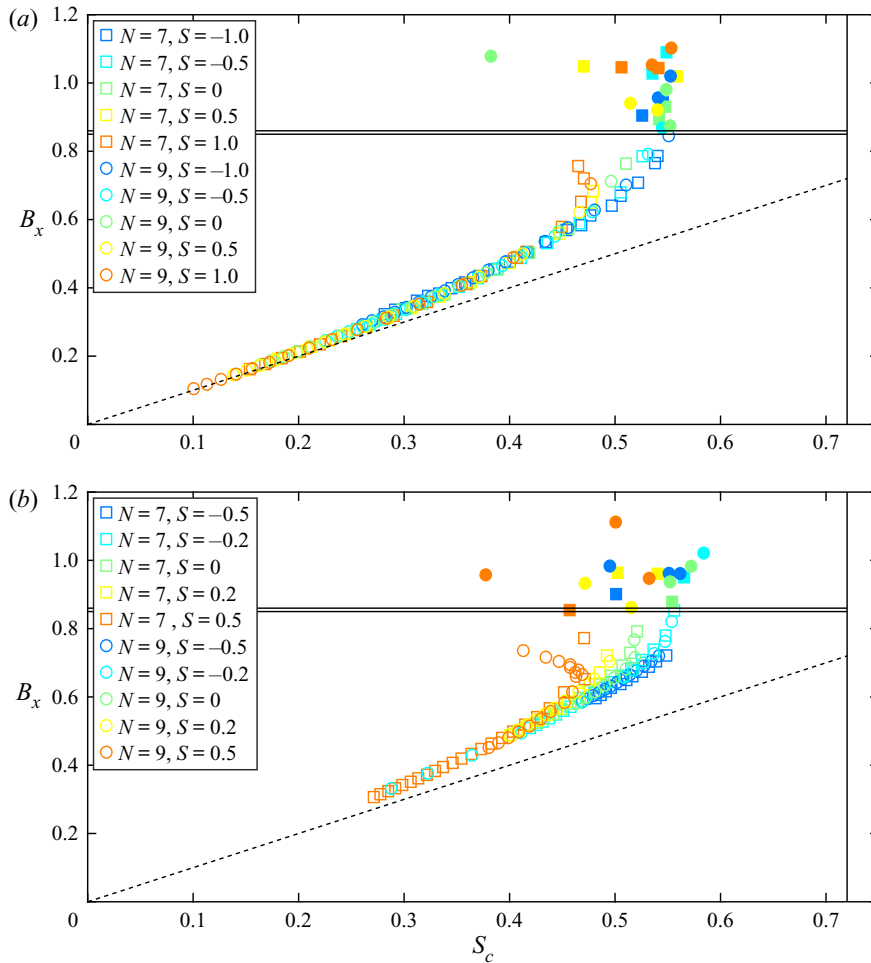 (a)
1.2
1.0
0.8
0.6
0.4
0.2
B_x
N = 7, S = −1.0
N = 7, S = −0.5
N = 7, S = 0
N = 7, S = 0.5
N = 7, S = 1.0
N = 9, S = −1.0
N = 9, S = −0.5
N = 9, S = 0
N = 9, S = 0.5
N = 9, S = 1.0
0 0.1 0.2 0.3 0.4 0.5 0.6 0.7
(b)
1.2
1.0
0.8
0.6
0.4
0.2
B_x
N = 7, S = −0.5
N = 7, S = −0.2
N = 7, S = 0
N = 7, S = 0.2
N = 7 , S = 0.5
N = 9, S = −0.5
N = 9, S = −0.2
N = 9, S = 0
N = 9, S = 0.2
N = 9, S = 0.5
0 0.1 0.2 0.3 0.4 0.5 0.6 0.7
S_c